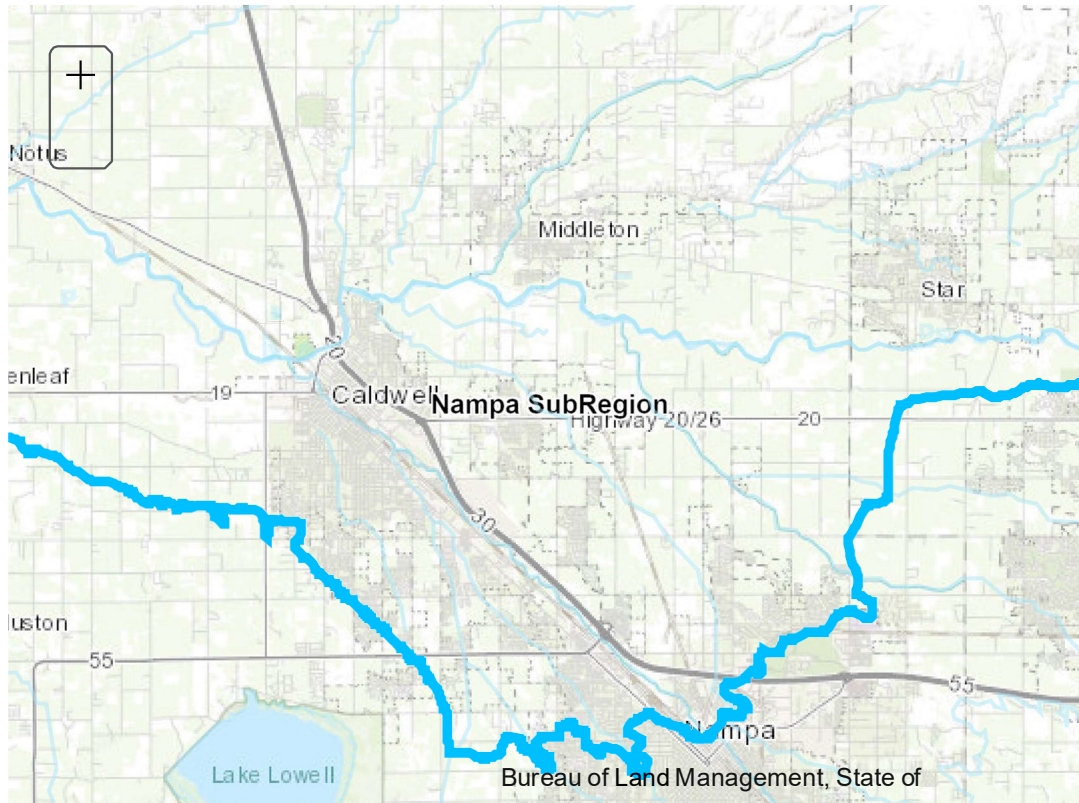 +
Notus
Middleton
Star
20
enleaf
19
Caldwell
Nampa SubRegion
Highway 20/26
20
30
uston
55
55
Nampa
Lake Lowell
Bureau of Land Management, State of